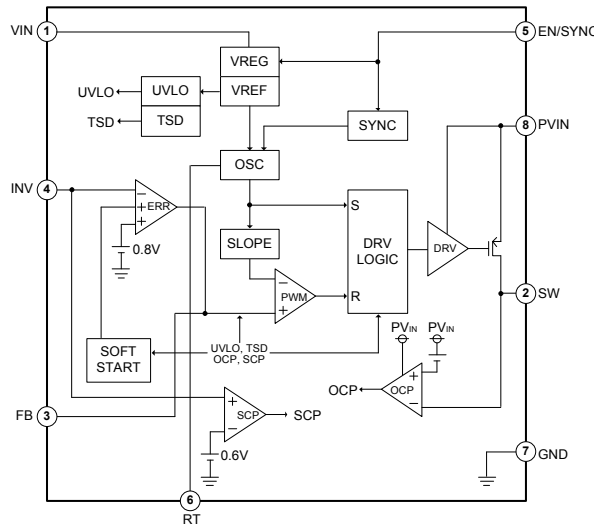 VIN 1
5 EN/SYNC
VREG
UVLO UVLO VREF
TSD TSD
SYNC
8 PVIN
OSC
INV 4
− ERR
+
+
S
DRV LOGIC
DRV
0.8V
SLOPE
−
PWM R
+
2 SW
SOFT START
UVLO, TSD
OCP, SCP
PVIN PVIN
OCP OCP +
−
FB 3
+
SCP SCP
−
0.6V
7 GND
6
RT